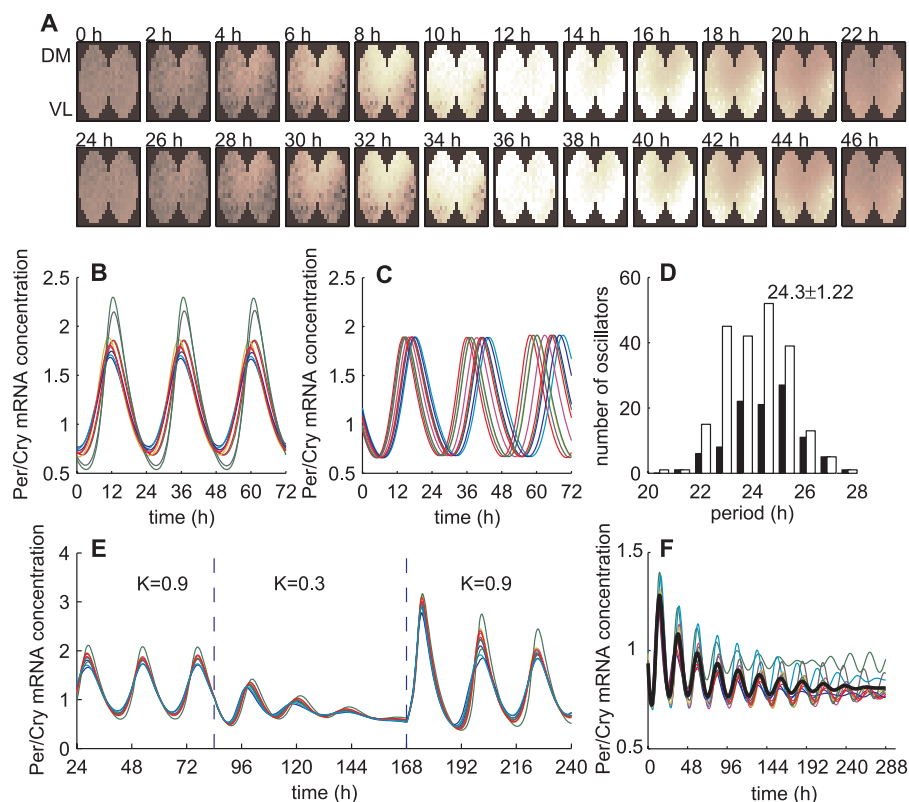 A
0 h 2 h 4 h 6 h 8 h 10 h 12 h 14 h 16 h 18 h 20 h 22 h
DM
VL
24 h 26 h 28 h 30 h 32 h 34 h 36 h 38 h 40 h 42 h 44 h 46 h
B
Per/Cry mRNA concentration
2.5
2
1.5
1
0.5
0 12 24 36 48 60 72
time (h)
C
Per/Cry mRNA concentration
2.5
2
1.5
1
0.5
0 12 24 36 48 60 72
time (h)
D
24.3±1.22
number of oscillators
60
40
20
0
20 22 24 26 28
period (h)
E
Per/Cry mRNA concentration
K=0.9 K=0.3 K=0.9
4
3
2
1
0
24 48 72 96 120 144 168 192 216 240
time (h)
F
Per/Cry mRNA concentration
1.5
1
0.5
0 48 96 144 192 240 288
time (h)